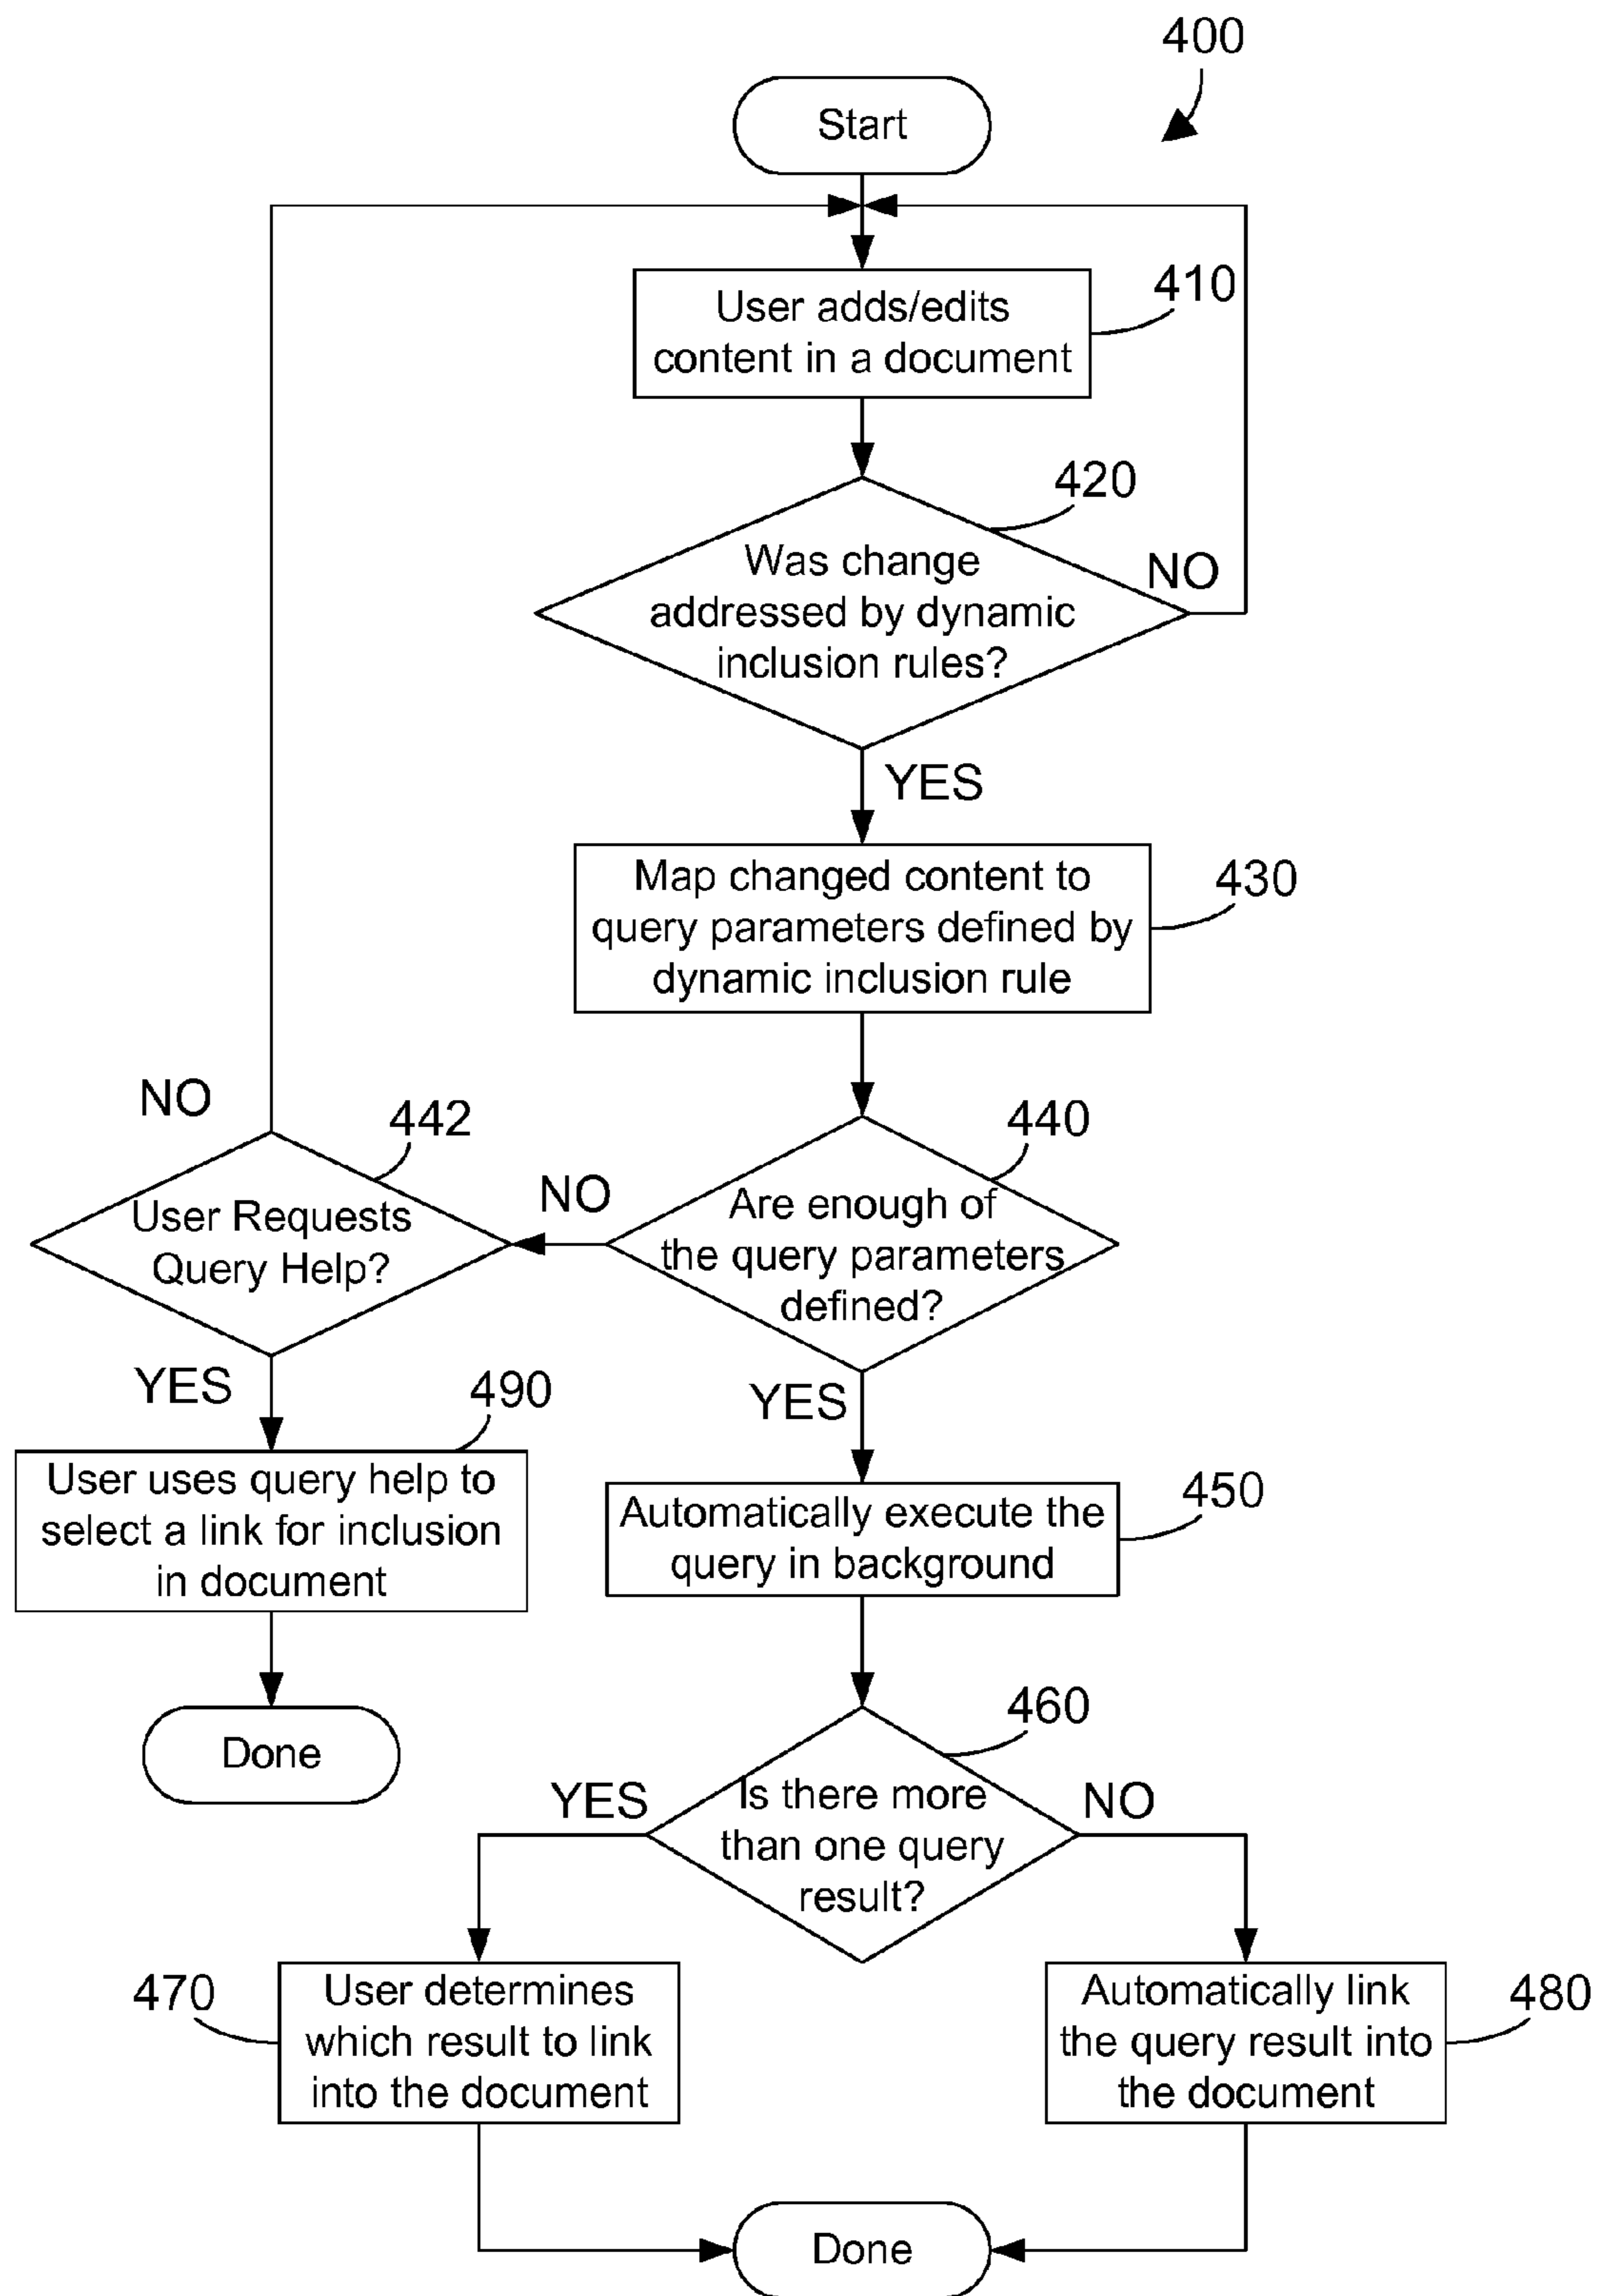 400
Start
User adds/edits
content in a document
410
420
Was change
addressed by dynamic
inclusion rules?
NO
YES
Map changed content to
query parameters defined by
dynamic inclusion rule
430
NO
442
User Requests
Query Help?
NO
440
Are enough of
the query parameters
defined?
YES
490
User uses query help to
select a link for inclusion
in document
Done
YES
Automatically execute the
query in background
450
460
Is there more
than one query
result?
YES
NO
470
User determines
which result to link
into the document
Automatically link
the query result into
the document
480
Done